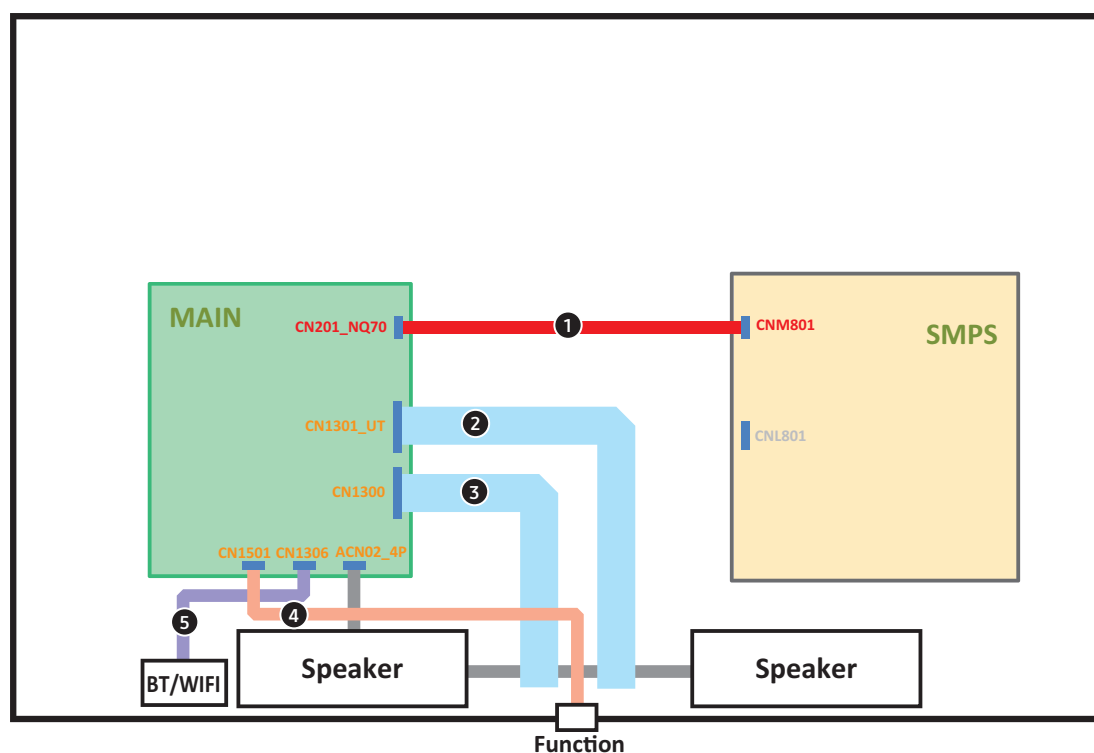 MAIN
SMPS
CN201_NQ70
1
CNM801
CN1301_UT
2
CNL801
CN1300
3
CN1501
CN1306
ACN02_4P
4
5
Speaker
Speaker
BT/WIFI
Function